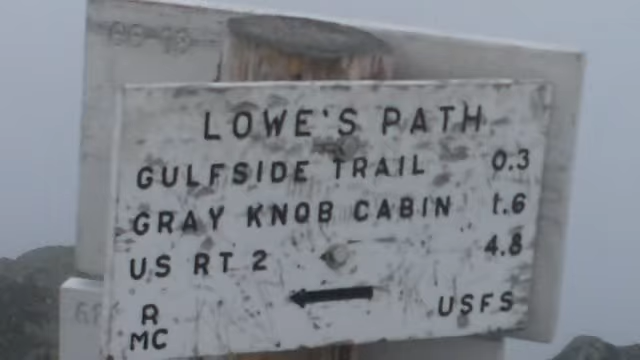 LOWE'S PATH
GULFSIDE TRAIL 0.3
GRAY KNOB CABIN 1.6
US RT 2 4.8
R USFS
MC